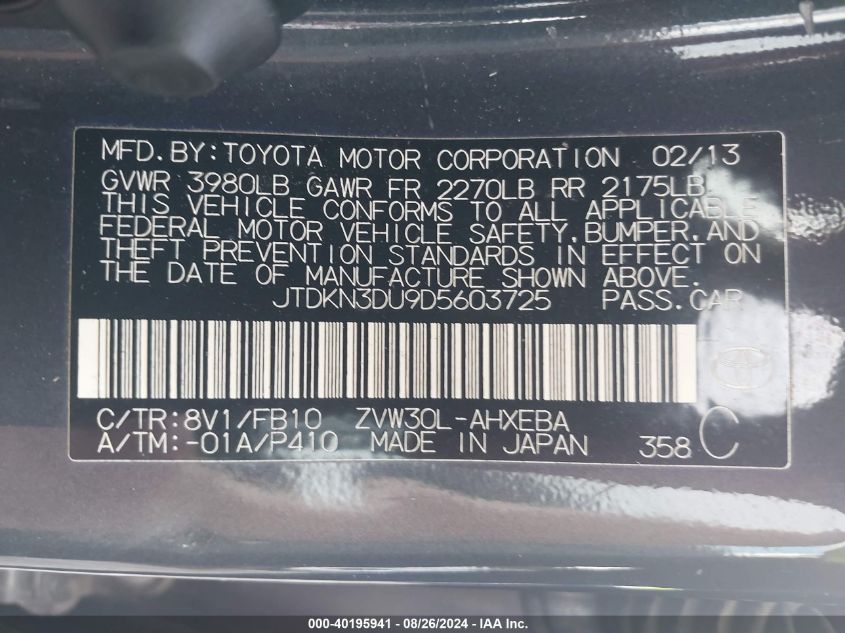 MFD.BY:TOYOTA MOTOR CORPORATION 02/13
GVWR 3980LB GAWR FR 2270LB RR 2175LB
THIS VEHICLE CONFORMS TO ALL APPLICABLE
FEDERAL MOTOR VEHICLE SAFETY,BUMPER,AND
THEFT PREVENTION STANDARDS IN EFFECT ON
THE DATE OF MANUFACTURE SHOWN ABOVE.
JTDKN3DU9D5603725 PASS.CAR
C/TR:8V1/FB10 ZVW30L-AHXEBA
A/TM:-01A/P410 MADE IN JAPAN 358 C
000-40195941 - 08/26/2024 - IAA Inc.